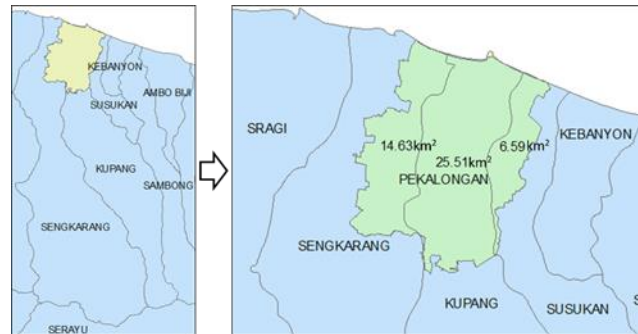 KEBANYON
AMBO BIJI
SUSUKAN
KUPANG
SAMBONG
SENGKARANG
SERAYU
KEBANYON
SRAGI
14.63km²
6.59km²
25.51km²
PEKALONGAN
SENGKARANG
KUPANG
SUSUKAN
S